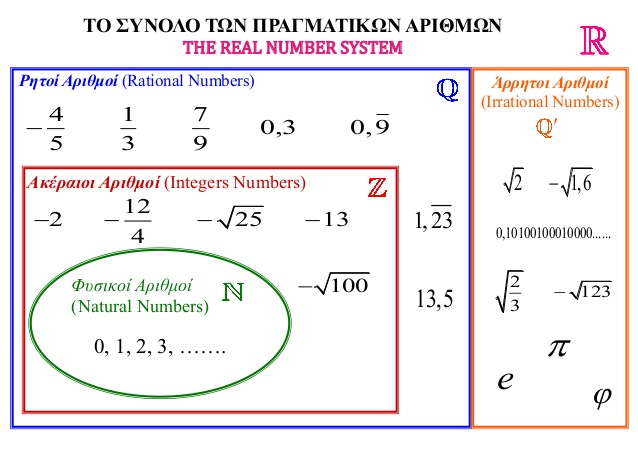 ΤΟ ΣΥΝΟΛΟ ΤΩΝ ΠΡΑΓΜΑΤΙΚΩΝ ΑΡΙΘΜΩΝ
THE REAL NUMBER SYSTEM
ℝ
Ρητοί Αριθμοί (Rational Numbers)
ℚ
−4/5 1/3 7/9 0,3 0,9̅
Ακέραιοι Αριθμοί (Integers Numbers)
ℤ
−2 −12/4 −√25 −13
1,2̅3̅
−√100
13,5
Φυσικοί Αριθμοί
(Natural Numbers)
ℕ
0, 1, 2, 3, …….
Άρρητοι Αριθμοί
(Irrational Numbers)
ℚ′
√2 −√1,6
0,10100100010000......
√2/3 −√123
π
e
φ